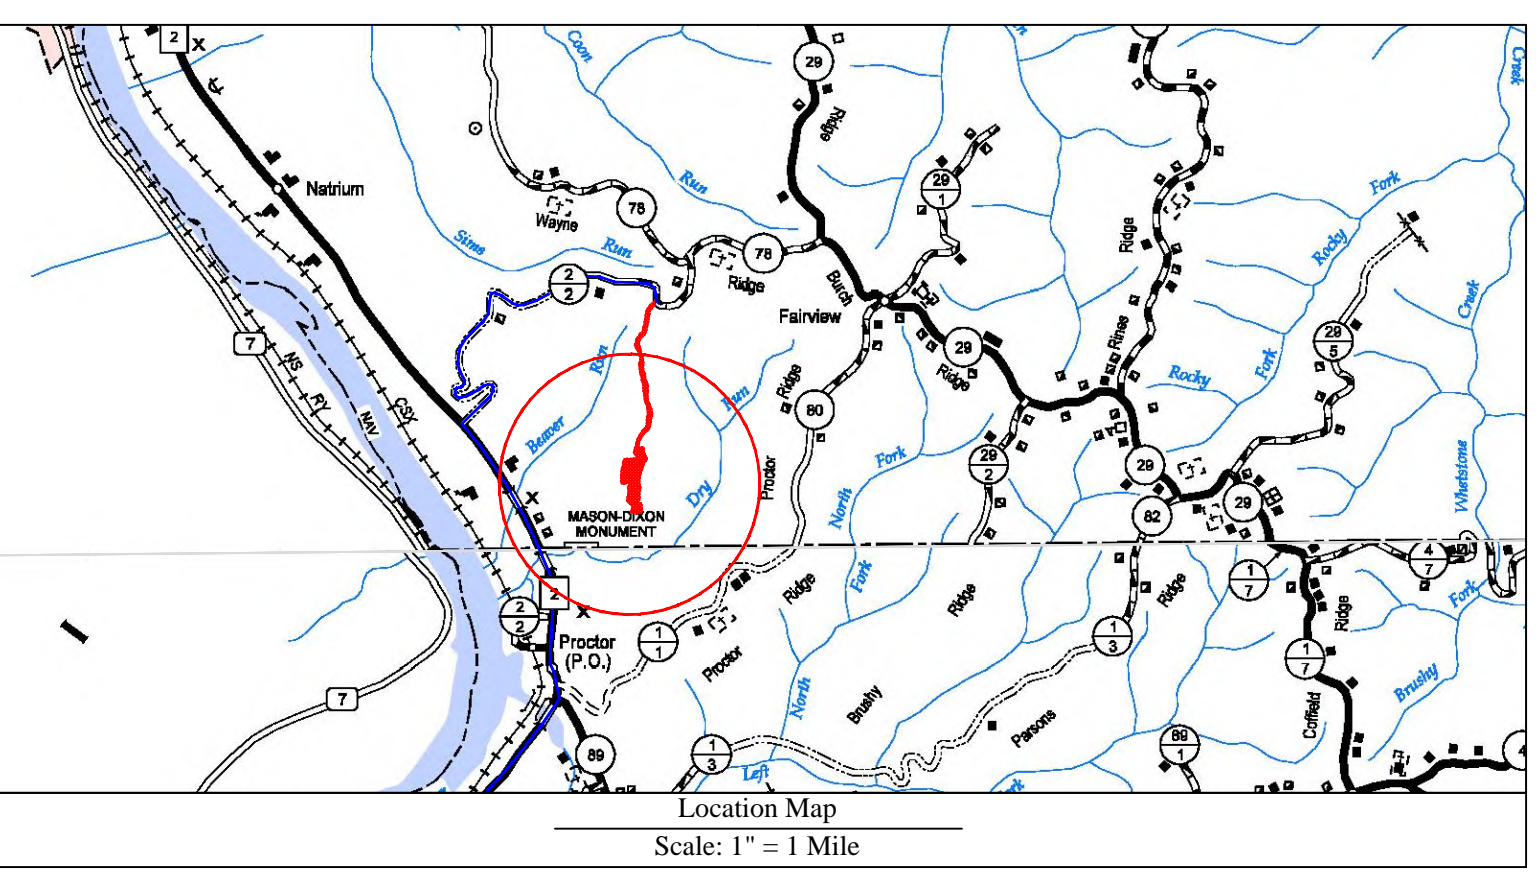 2
X
Coon
29
en
Creek
Ridge
Natrium
Run
29
1
Fork
78
Wayne
Sims
Run
78
Ridge
Ridge
Rocky
2
2
Burch
Fairview
Creek
7
Rines
29
5
NS
RY
NAV
CSX
Run
29
Ridge
Ridge
Rocky
Fork
80
Run
Beaver
Fork
29
2
29
Proctor
Whetstone
X
Dry
North
82
29
MASON-DIXON
MONUMENT
4
7
Fork
1
7
Ridge
Ridge
Ridge
Fork
Ridge
2
2
2
X
Proctor
(P.O.)
1
1
1
3
1
7
Proctor
7
North
Brushy
Parsons
Coffield
Brushy
89
1
3
Left
rk
89
1
4
Location Map
Scale: 1" = 1 Mile